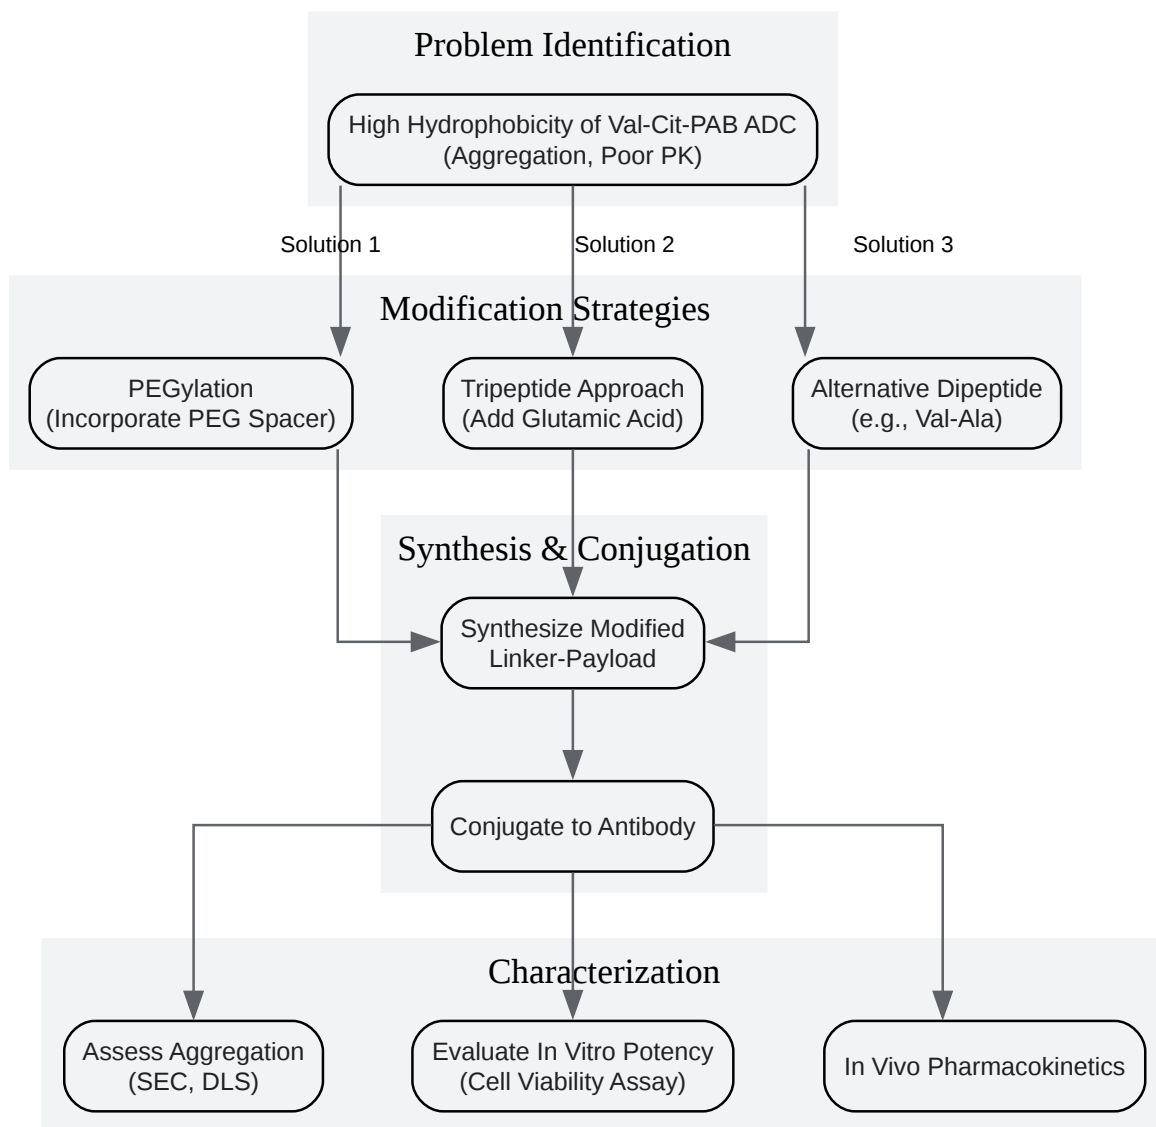 Problem Identification
High Hydrophobicity of Val-Cit-PAB ADC
(Aggregation, Poor PK)
Solution 1
Solution 2
Solution 3
Modification Strategies
PEGylation
(Incorporate PEG Spacer)
Tripeptide Approach
(Add Glutamic Acid)
Alternative Dipeptide
(e.g., Val-Ala)
Synthesis & Conjugation
Synthesize Modified
Linker-Payload
Conjugate to Antibody
Characterization
Assess Aggregation
(SEC, DLS)
Evaluate In Vitro Potency
(Cell Viability Assay)
In Vivo Pharmacokinetics